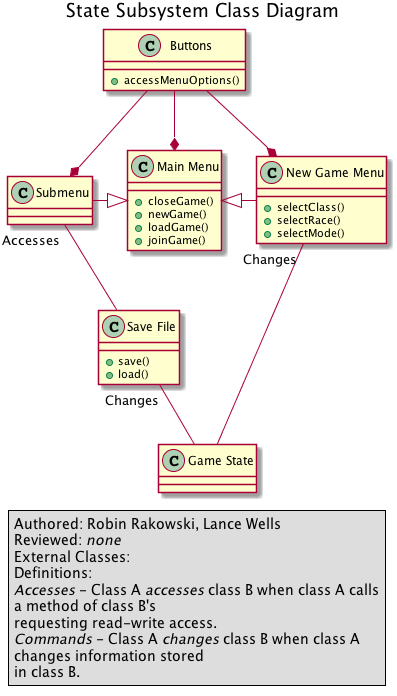 State Subsystem Class Diagram
C Buttons
accessMenuOptions()
C Submenu
C Main Menu
closeGame()
newGame()
loadGame()
joinGame()
C New Game Menu
selectClass()
selectRace()
selectMode()
Accesses
Changes
C Save File
save()
load()
Changes
C Game State
Authored: Robin Rakowski, Lance Wells
Reviewed: none
External Classes:
Definitions:
Accesses - Class A accesses class B when class A calls
a method of class B's
requesting read-write access.
Commands - Class A changes class B when class A
changes information stored
in class B.